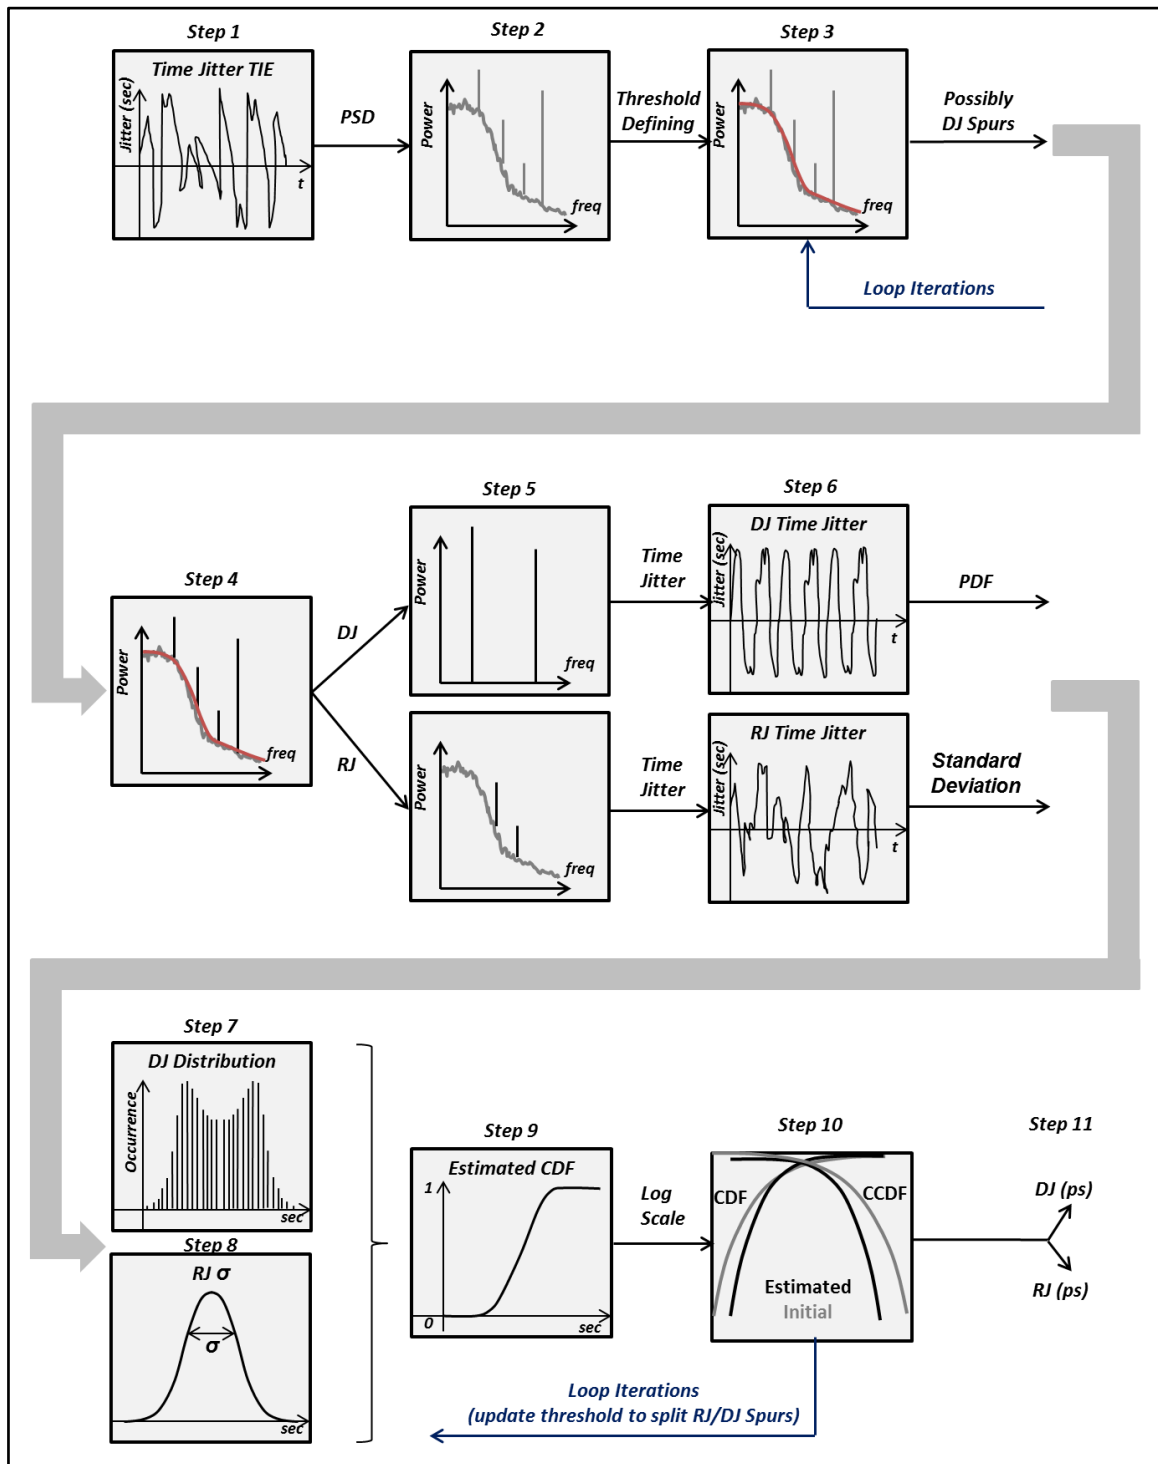 Step 1
Step 2
Step 3
Time Jitter TIE
Jitter (sec)
t
PSD
Power
freq
Threshold
Defining
Power
freq
Possibly
DJ Spurs
Loop Iterations
Step 4
Power
freq
DJ
RJ
Step 5
Power
freq
Power
freq
Time
Jitter
Time
Jitter
Step 6
DJ Time Jitter
Jitter (sec)
t
RJ Time Jitter
Jitter (sec)
t
PDF
Standard
Deviation
Step 7
DJ Distribution
Occurrence
sec
Step 8
RJ σ
σ
sec
Step 9
Estimated CDF
1
0
sec
Log
Scale
Step 10
CDF
CCDF
Estimated
Initial
Step 11
DJ (ps)
RJ (ps)
Loop Iterations
(update threshold to split RJ/DJ Spurs)